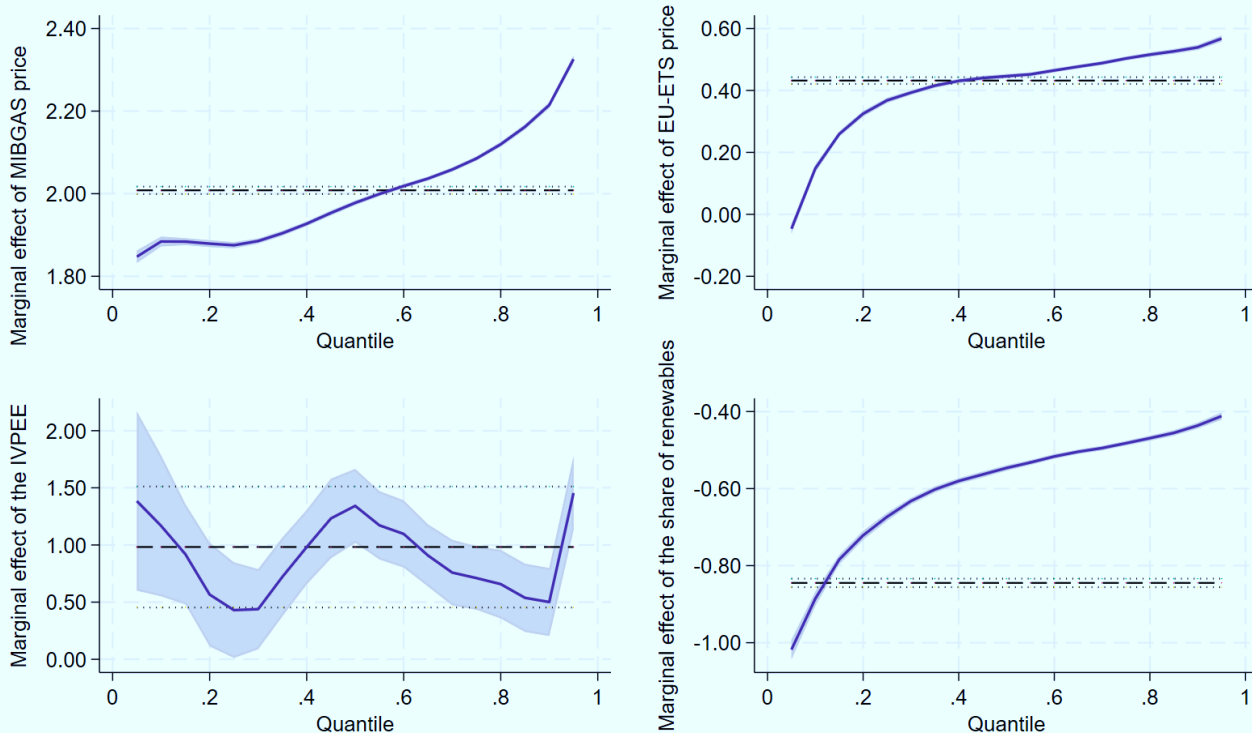 Marginal effect of MIBGAS price
2.40
2.20
2.00
1.80
0 .2 .4 .6 .8 1
Quantile
Marginal effect of EU-ETS price
0.60
0.40
0.20
0.00
-0.20
0 .2 .4 .6 .8 1
Quantile
Marginal effect of the IVPEE
2.00
1.50
1.00
0.50
0.00
0 .2 .4 .6 .8 1
Quantile
Marginal effect of the share of renewables
-0.40
-0.60
-0.80
-1.00
0 .2 .4 .6 .8 1
Quantile